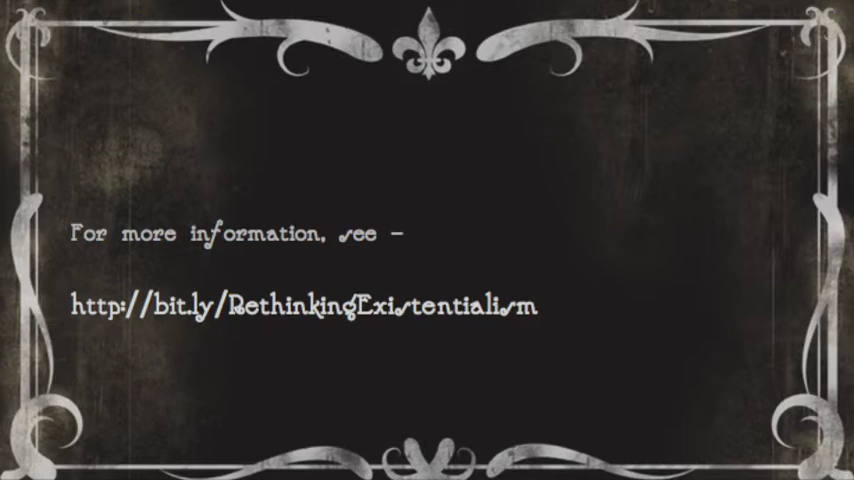 For more information, see –
http://bit.ly/RethinkingExistentialism